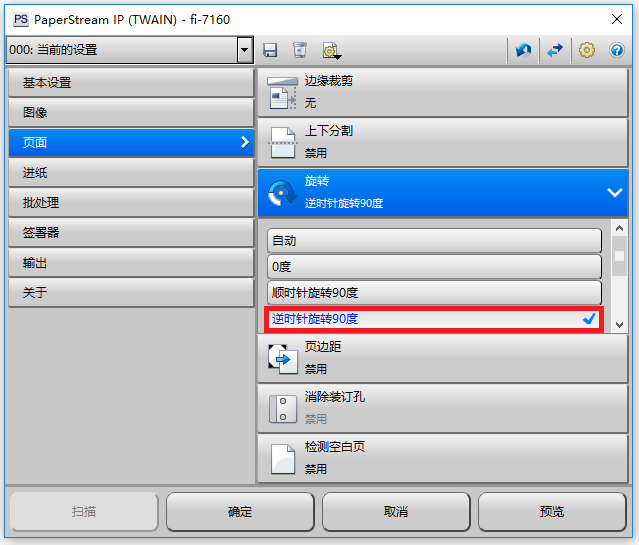 PS PaperStream IP (TWAIN) - fi-7160
000: 当前的设置
基本设置
图像
页面
进纸
批处理
签署器
输出
关于
边缘裁剪
无
上下分割
禁用
旋转
逆时针旋转90度
自动
0度
顺时针旋转90度
逆时针旋转90度
页边距
禁用
消除装订孔
禁用
检测空白页
禁用
扫描
确定
取消
预览